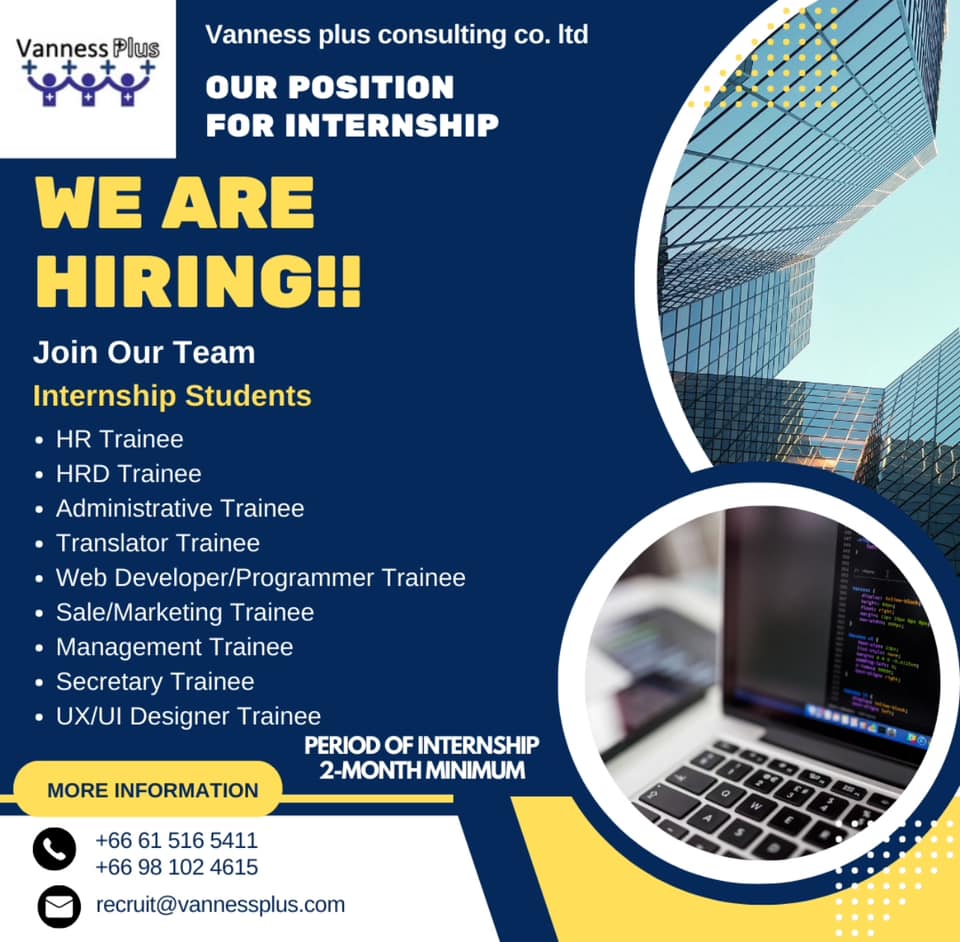 Vanness Plus
Vanness plus consulting co. ltd
OUR POSITION
FOR INTERNSHIP
WE ARE
HIRING!!
Join Our Team
Internship Students
• HR Trainee
• HRD Trainee
• Administrative Trainee
• Translator Trainee
• Web Developer/Programmer Trainee
• Sale/Marketing Trainee
• Management Trainee
• Secretary Trainee
• UX/UI Designer Trainee
PERIOD OF INTERNSHIP
2-MONTH MINIMUM
MORE INFORMATION
+66 61 516 5411
+66 98 102 4615
recruit@vannessplus.com